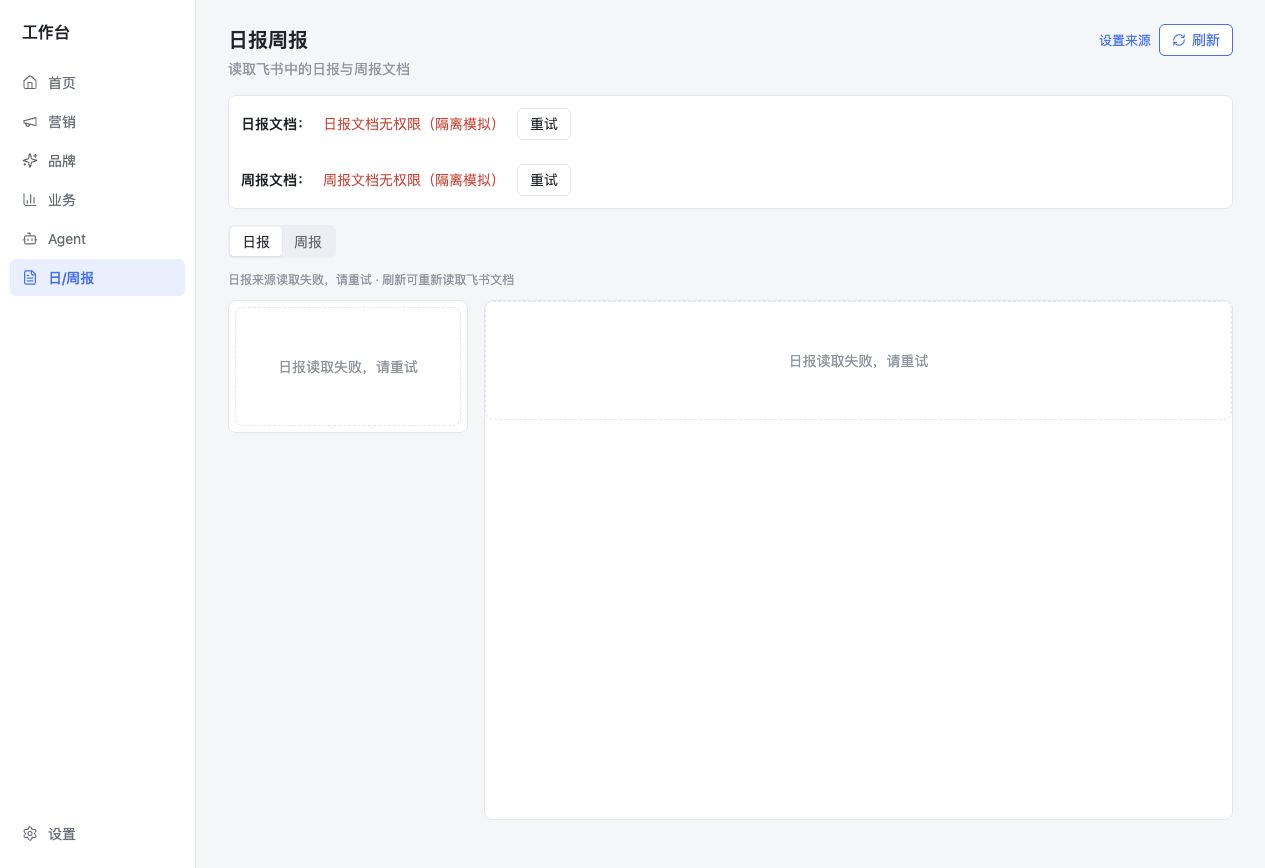 工作台
首页
营销
品牌
业务
Agent
日/周报
设置
日报周报
读取飞书中的日报与周报文档
设置来源
刷新
日报文档： 日报文档无权限（隔离模拟） 重试
周报文档： 周报文档无权限（隔离模拟） 重试
日报 周报
日报来源读取失败，请重试 · 刷新可重新读取飞书文档
日报读取失败，请重试
日报读取失败，请重试